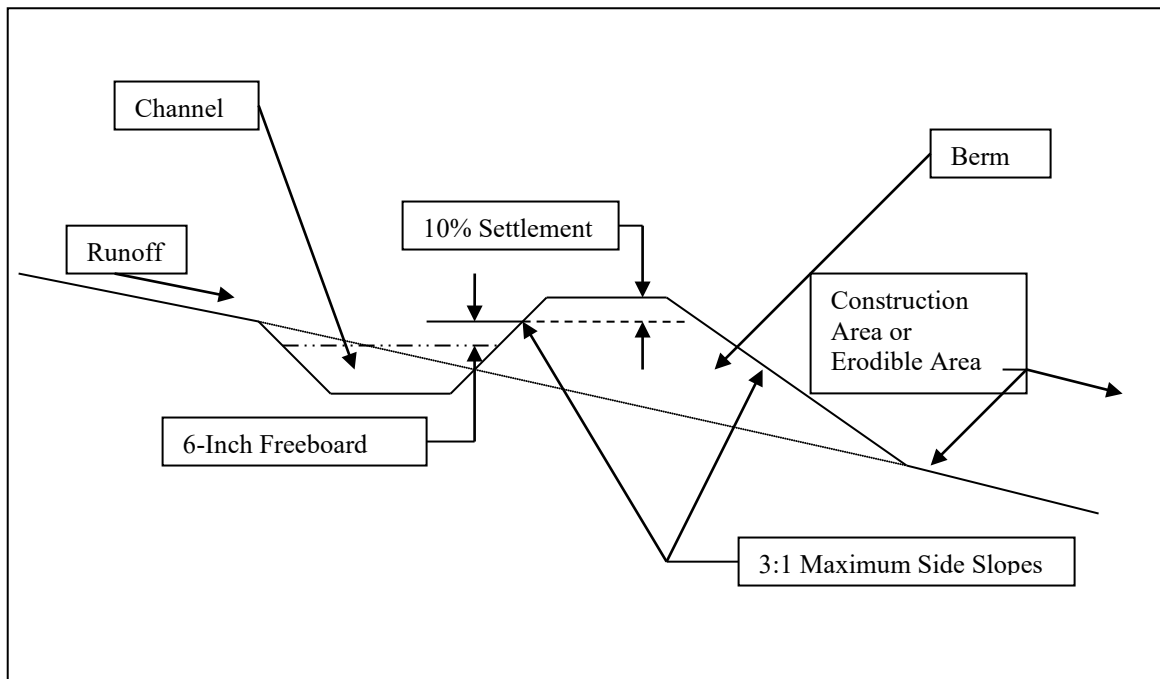 Channel
Berm
10% Settlement
Runoff
Construction
Area or
Erodible Area
6-Inch Freeboard
3:1 Maximum Side Slopes